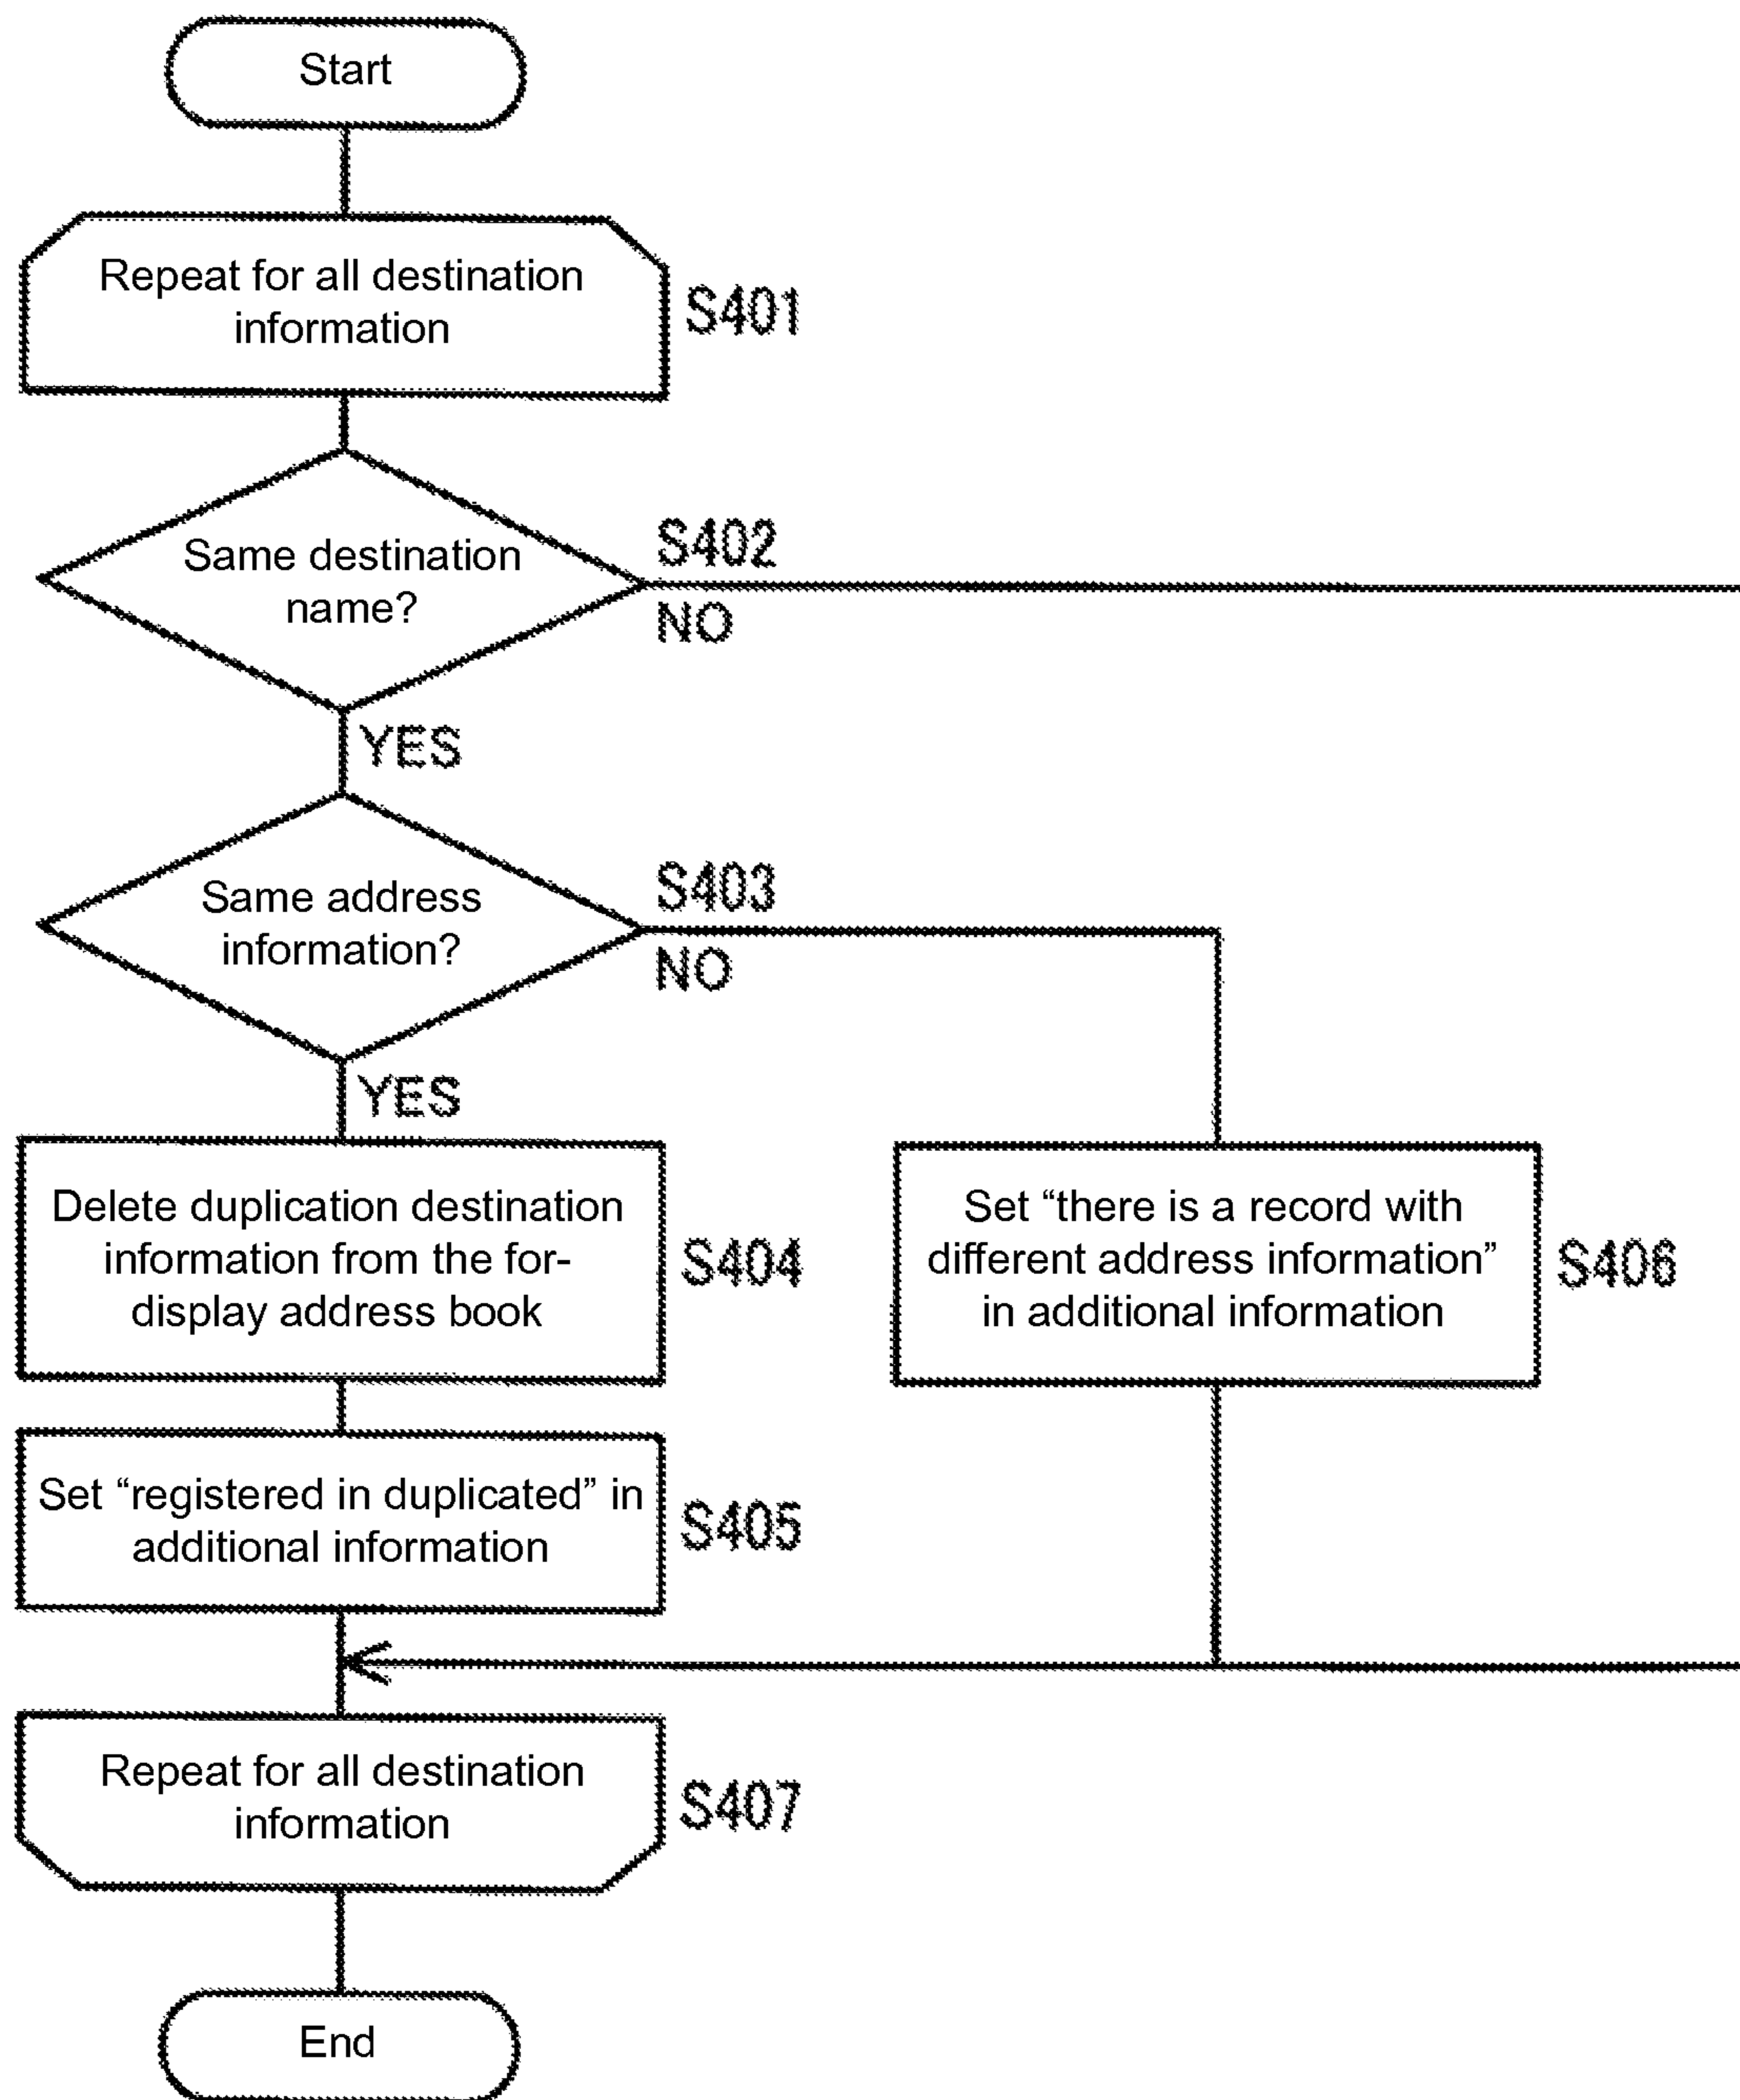 Start
Repeat for all destination
information
S401
Same destination
name?
S402
NO
YES
Same address
information?
S403
NO
YES
Delete duplication destination
information from the for-
display address book
S404
Set “there is a record with
different address information”
in additional information
S406
Set “registered in duplicated” in
additional information
S405
Repeat for all destination
information
S407
End